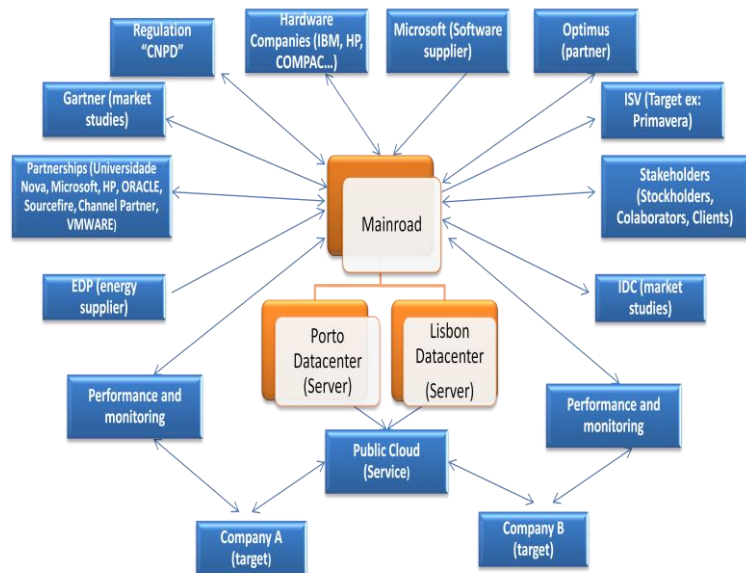 Regulation
“CNPD”
Hardware
Companies (IBM, HP,
COMPAC…)
Microsoft (Software
supplier)
Optimus
(partner)
Gartner (market
studies)
ISV (Target ex:
Primavera)
Partnerships (Universidade
Nova, Microsoft, HP, ORACLE,
Sourcefire, Channel Partner,
VMWARE)
Stakeholders
(Stockholders,
Colaborators, Clients)
Mainroad
EDP (energy
supplier)
IDC (market
studies)
Porto
Datacenter
(Server)
Lisbon
Datacenter
(Server)
Performance and
monitoring
Performance and
monitoring
Public Cloud
(Service)
Company A
(target)
Company B
(target)